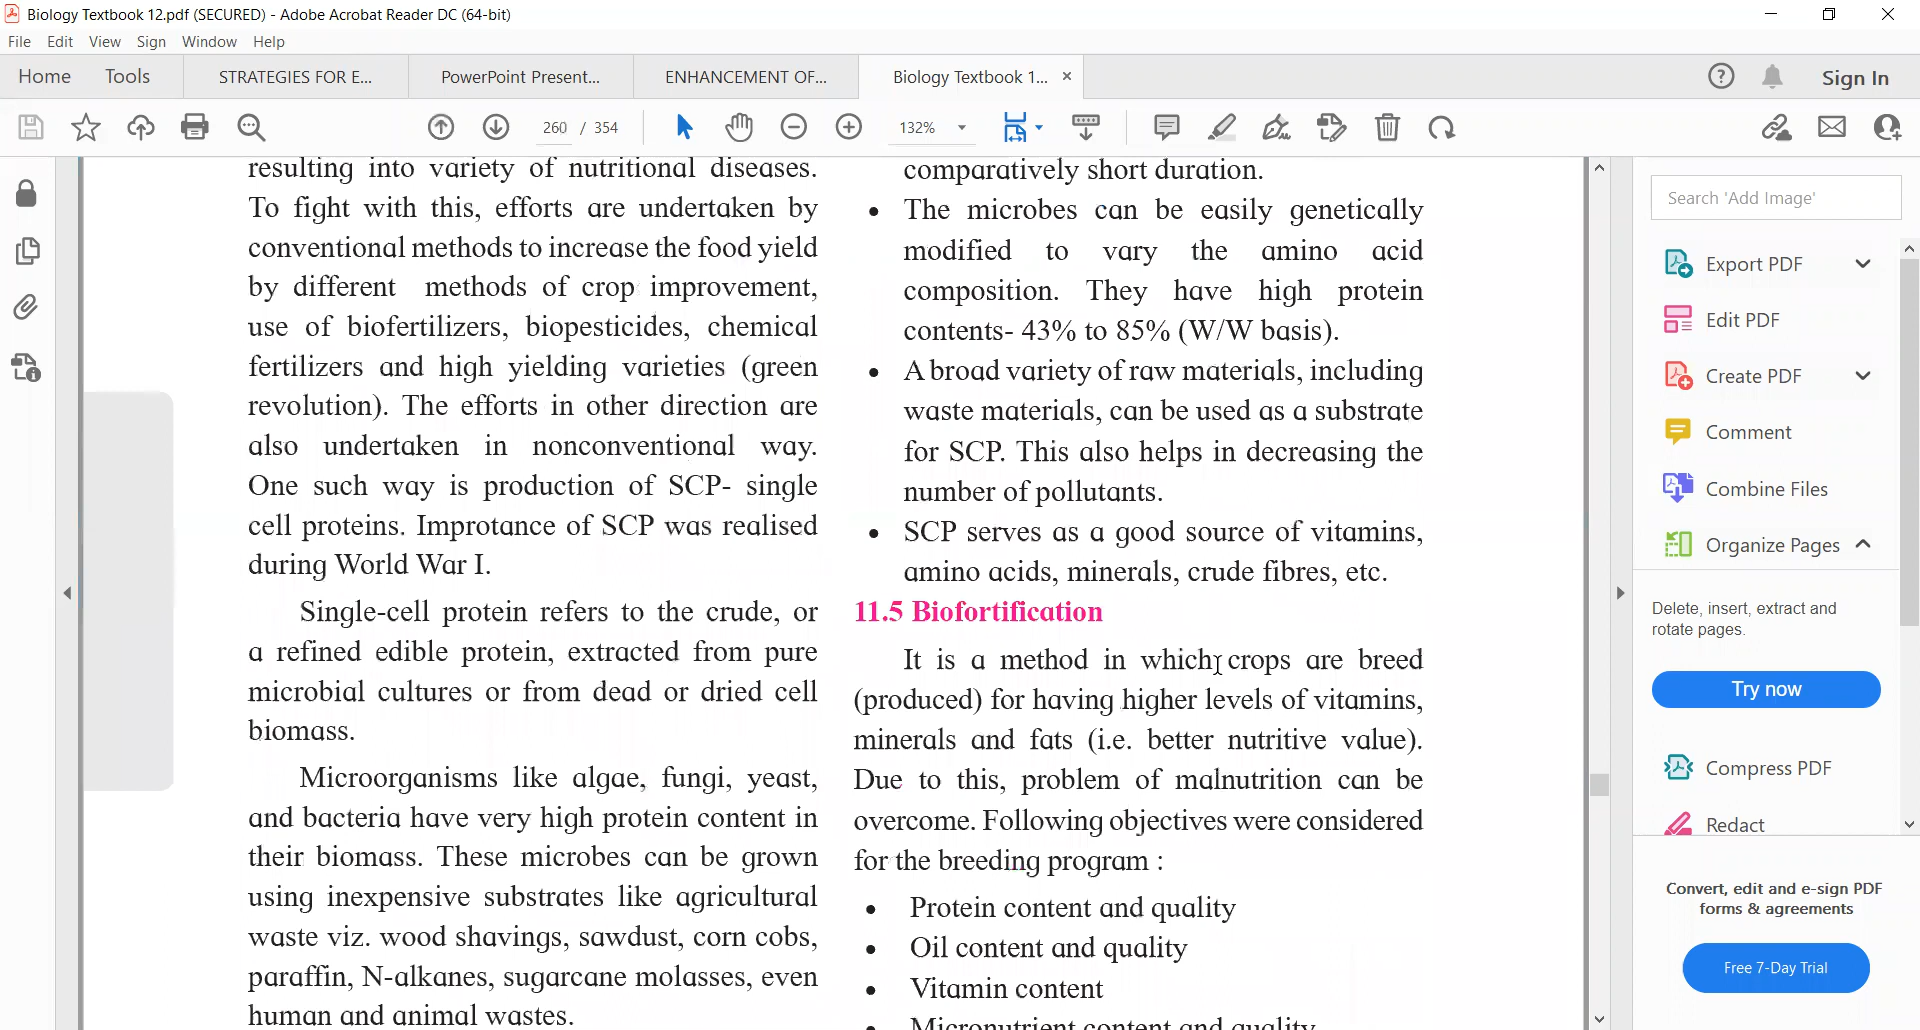 Biology Textbook 12.pdf (SECURED) - Adobe Acrobat Reader DC (64-bit)
File Edit View Sign Window Help
Home Tools STRATEGIES FOR E... PowerPoint Present... ENHANCEMENT OF... Biology Textbook 1... × Sign In
260 / 354 132%
resulting into variety of nutritional diseases.
To fight with this, efforts are undertaken by
conventional methods to increase the food yield
by different methods of crop improvement,
use of biofertilizers, biopesticides, chemical
fertilizers and high yielding varieties (green
revolution). The efforts in other direction are
also undertaken in nonconventional way.
One such way is production of SCP- single
cell proteins. Improtance of SCP was realised
during World War I.
Single-cell protein refers to the crude, or
a refined edible protein, extracted from pure
microbial cultures or from dead or dried cell
biomass.
Microorganisms like algae, fungi, yeast,
and bacteria have very high protein content in
their biomass. These microbes can be grown
using inexpensive substrates like agricultural
waste viz. wood shavings, sawdust, corn cobs,
paraffin, N-alkanes, sugarcane molasses, even
human and animal wastes.
comparatively short duration.
• The microbes can be easily genetically
modified to vary the amino acid
composition. They have high protein
contents- 43% to 85% (W/W basis).
• A broad variety of raw materials, including
waste materials, can be used as a substrate
for SCP. This also helps in decreasing the
number of pollutants.
• SCP serves as a good source of vitamins,
amino acids, minerals, crude fibres, etc.
11.5 Biofortification
It is a method in which crops are breed
(produced) for having higher levels of vitamins,
minerals and fats (i.e. better nutritive value).
Due to this, problem of malnutrition can be
overcome. Following objectives were considered
for the breeding program :
• Protein content and quality
• Oil content and quality
• Vitamin content
• Micronutrient content and quality
Search 'Add Image'
Export PDF
Edit PDF
Create PDF
Comment
Combine Files
Organize Pages
Delete, insert, extract and
rotate pages.
Try now
Compress PDF
Redact
Convert, edit and e-sign PDF
forms & agreements
Free 7-Day Trial